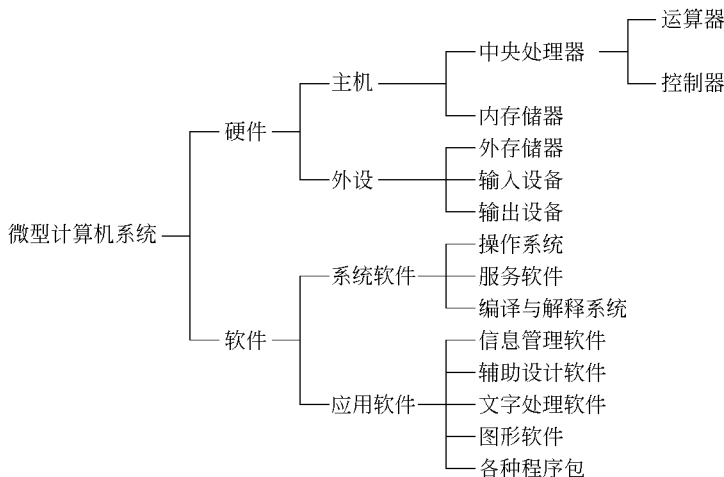 运算器
中央处理器
控制器
主机
内存储器
硬件
外存储器
外设
输入设备
输出设备
微型计算机系统
操作系统
系统软件
服务软件
编译与解释系统
软件
信息管理软件
辅助设计软件
应用软件
文字处理软件
图形软件
各种程序包